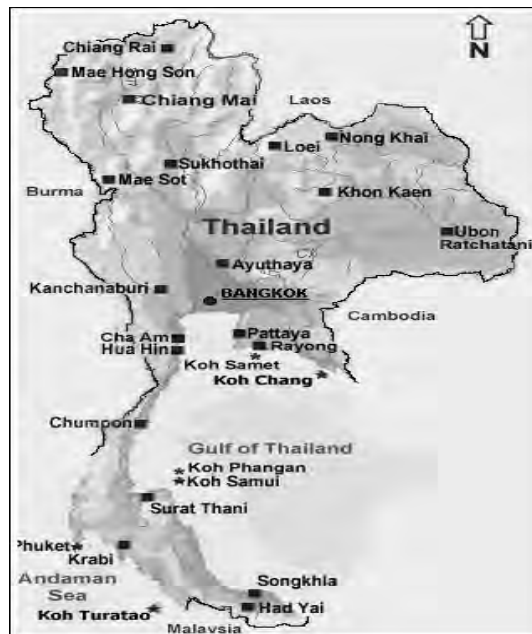 Chiang Rai
N
Mae Hong Son
Chiang Mai
Laos
Nong Khai
Loei
Sukhothai
Mae Sot
Burma
Khon Kaen
Thailand
Ubon
Ratchatani
Ayuthaya
Kanchanaburi
BANGKOK
Cambodia
Cha Am
Pattaya
Hua Hin
Rayong
Koh Samet
Koh Chang
Chumpon
Gulf of Thailand
Koh Phangan
Koh Samui
Surat Thani
Phuket
Krabi
Andaman
Sea
Songkhla
Koh Turatao
Had Yai
Malaysia